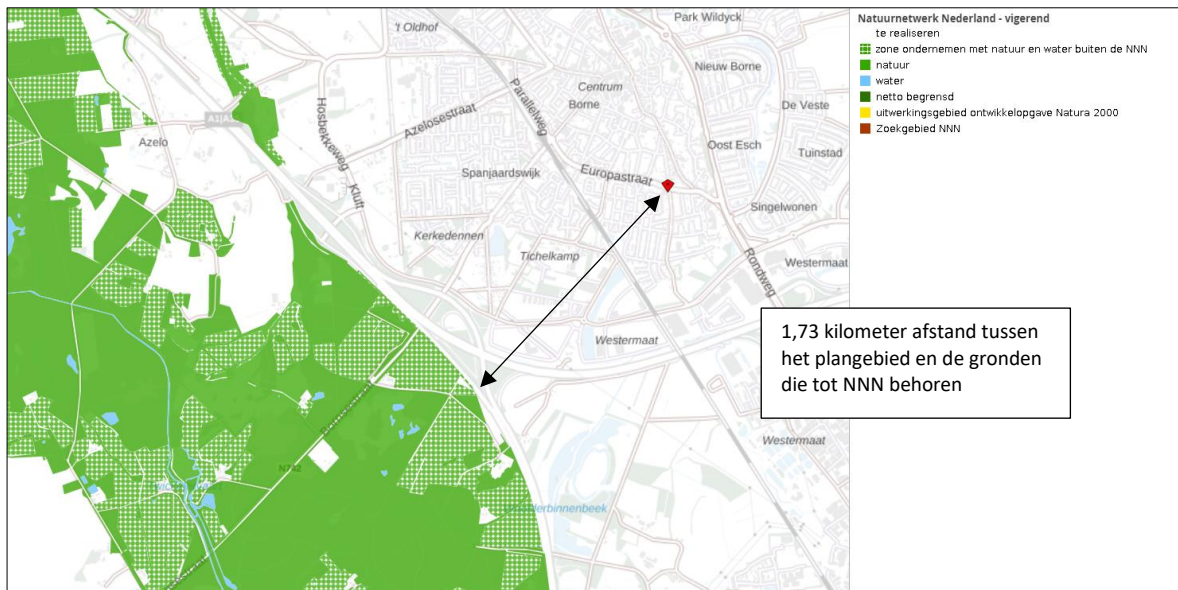 't Oldhof
Park Wildyck
Nieuw Borne
Centrum
Borne
De Veste
Parallelweg
Hosbekkeweg
Azelosestraat
A1|A3
Azelo
Oost Esch
Tuinstad
Europastraat
Spanjaardswijk
Kluft
Singelwonen
Kerkedennen
Tichelkamp
Rondweg
Westermaat
Westermaat
Westermaat
N742
Natuurnetwerk Nederland - vigerend
te realiseren
zone ondernemen met natuur en water buiten de NNN
natuur
water
netto begrensd
uitwerkingsgebied ontwikkelopgave Natura 2000
Zoekgebied NNN
1,73 kilometer afstand tussen
het plangebied en de gronden
die tot NNN behoren